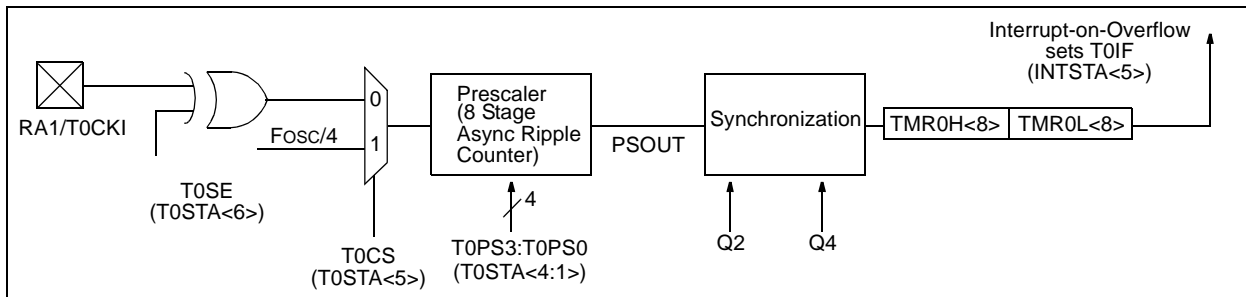 Interrupt-on-Overflow
sets T0IF
(INTSTA<5>)
RA1/T0CKI
0
1
FOSC/4
Prescaler
(8 Stage
Async Ripple
Counter)
PSOUT
Synchronization
TMR0H<8> TMR0L<8>
T0SE
(T0STA<6>)
4
Q2
Q4
T0CS
(T0STA<5>)
T0PS3:T0PS0
(T0STA<4:1>)